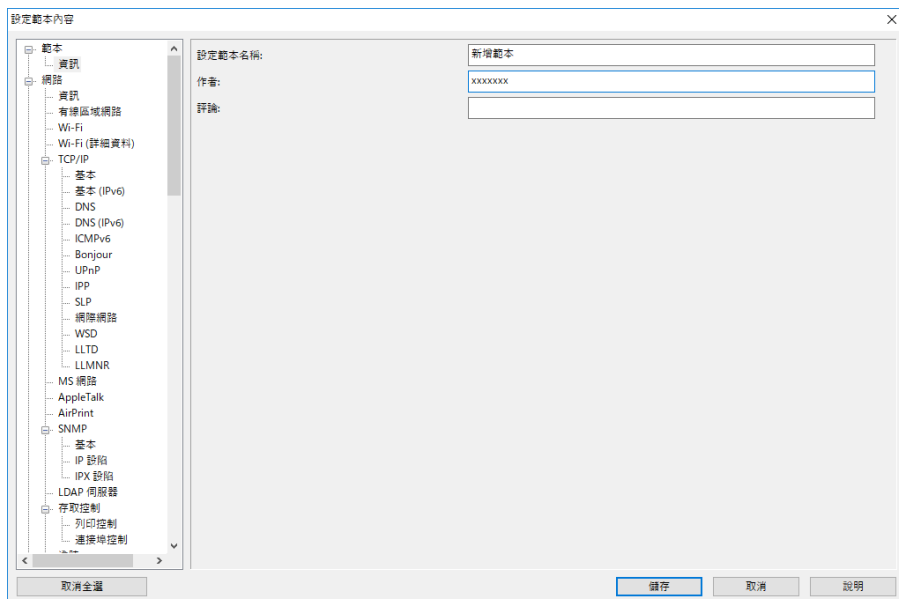 設定範本內容
範本
資訊
網路
資訊
有線區域網路
Wi-Fi
Wi-Fi (詳細資料)
TCP/IP
基本
基本 (IPv6)
DNS
DNS (IPv6)
ICMPv6
Bonjour
UPnP
IPP
SLP
網際網路
WSD
LLTD
LLMNR
MS 網路
AppleTalk
AirPrint
SNMP
基本
IP 設陷
IPX 設陷
LDAP 伺服器
存取控制
列印控制
連接埠控制
設定範本名稱:
新增範本
作者:
xxxxxxx
評論:
取消全選
儲存
取消
說明